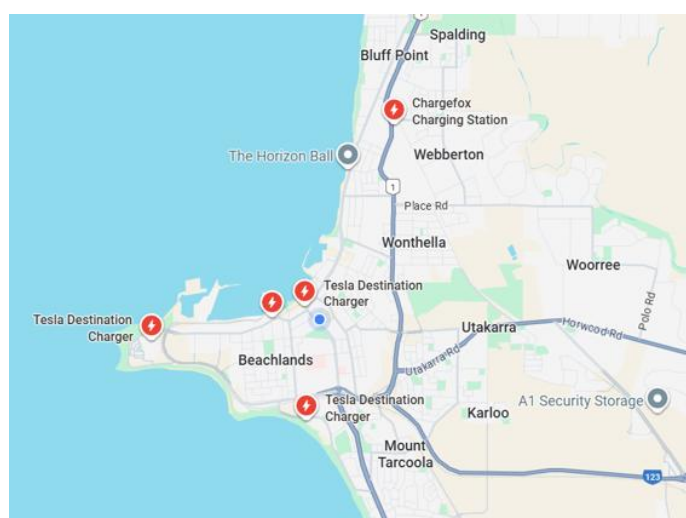 Spalding
Bluff Point
Chargefox
Charging Station
The Horizon Ball
Webberton
1
Place Rd
Wonthella
Woorree
Tesla Destination
Charger
Tesla Destination
Charger
Polo Rd
Utakarra
Horwood Rd
Beachlands
Utakarra Rd
Tesla Destination
Charger
Karloo
A1 Security Storage
Mount
Tarcoola
123